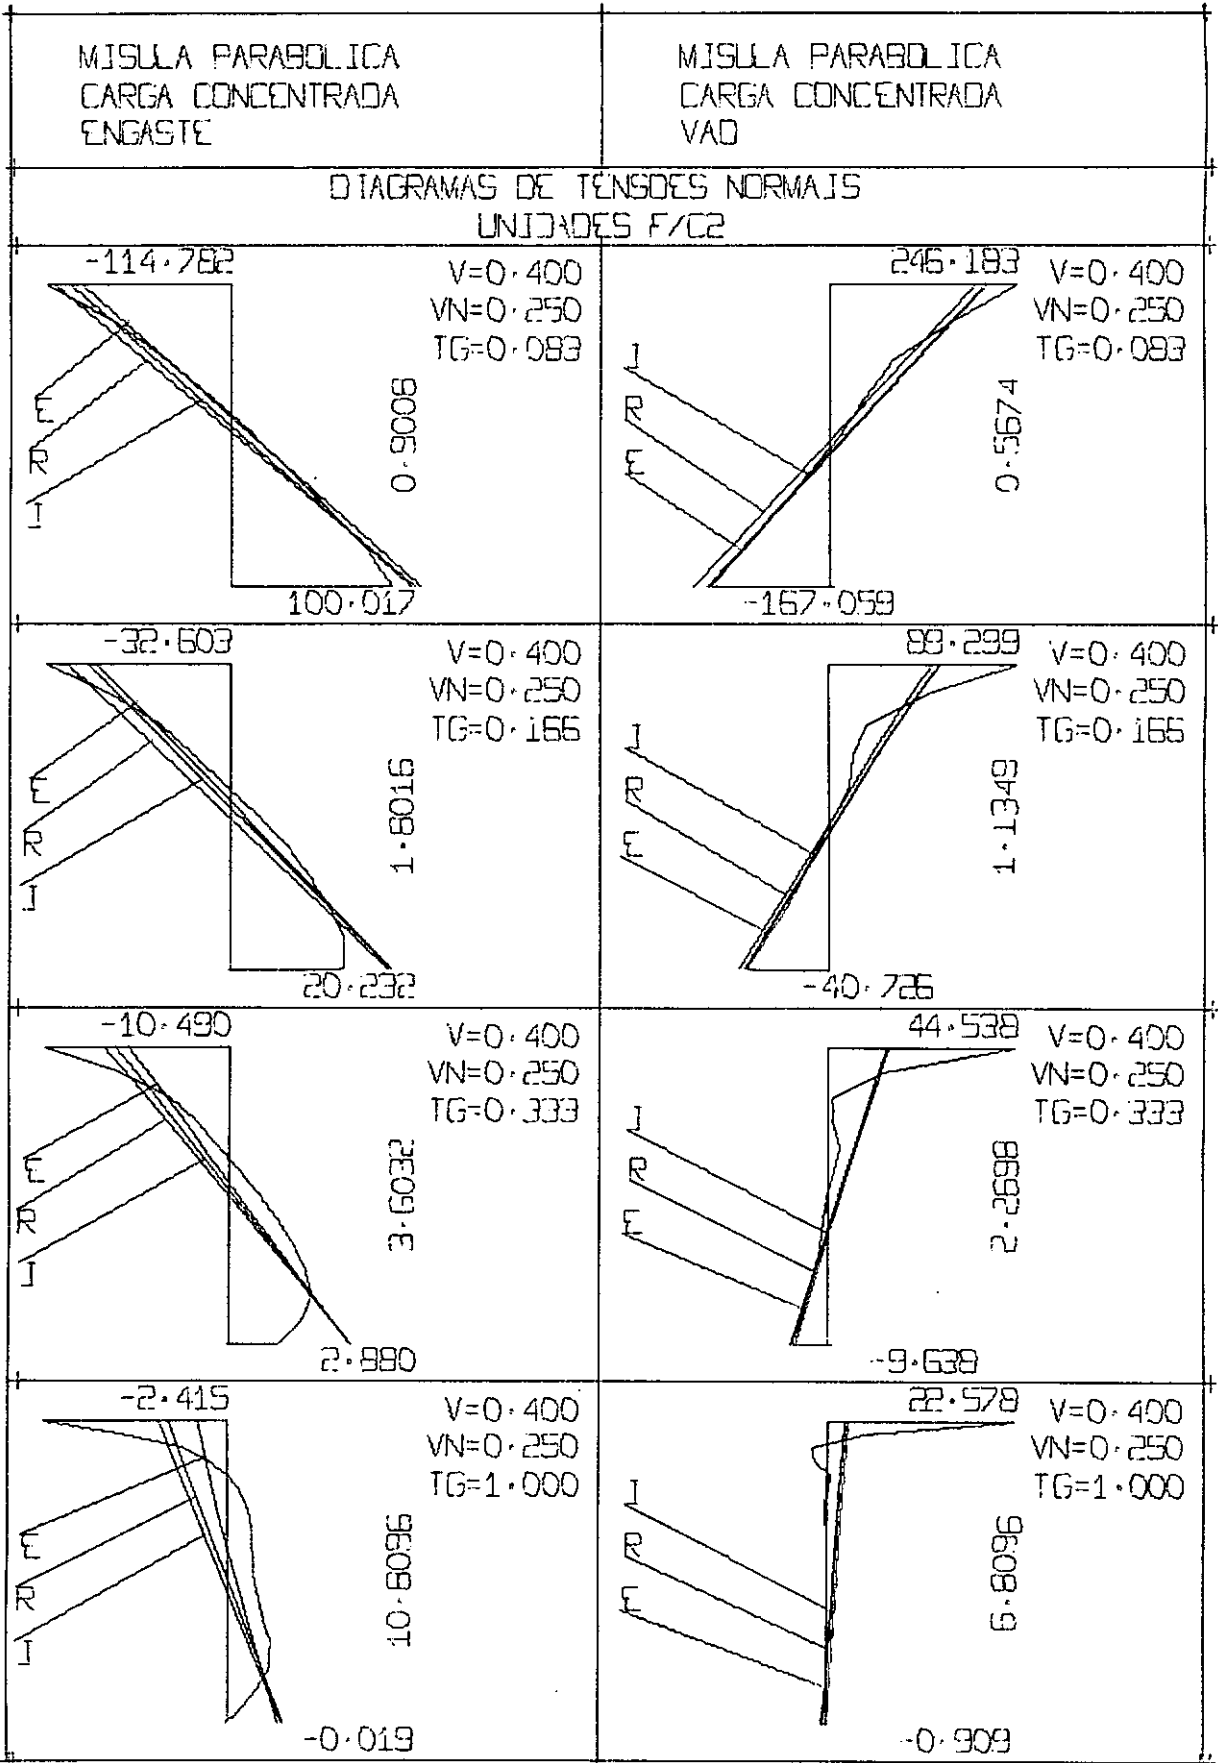 MISULA PARABOLICA
CARGA CONCENTRADA
ENGASTE
MISULA PARABOLICA
CARGA CONCENTRADA
VAO
DIAGRAMAS DE TENSOES NORMAIS
UNIDADES F/C2
-114.782
V=0.400
VN=0.250
TG=0.083
E
R
I
0.9008
100.017
246.183
V=0.400
VN=0.250
TG=0.083
I
R
E
0.5674
-167.059
-32.603
V=0.400
VN=0.250
TG=0.166
E
R
I
1.8016
20.232
89.299
V=0.400
VN=0.250
TG=0.166
I
R
E
1.1349
-40.726
-10.490
V=0.400
VN=0.250
TG=0.333
E
R
I
3.6032
2.880
44.538
V=0.400
VN=0.250
TG=0.333
I
R
E
2.2698
-9.638
-2.415
V=0.400
VN=0.250
TG=1.000
E
R
I
10.8096
-0.019
22.578
V=0.400
VN=0.250
TG=1.000
I
R
E
6.8096
-0.909